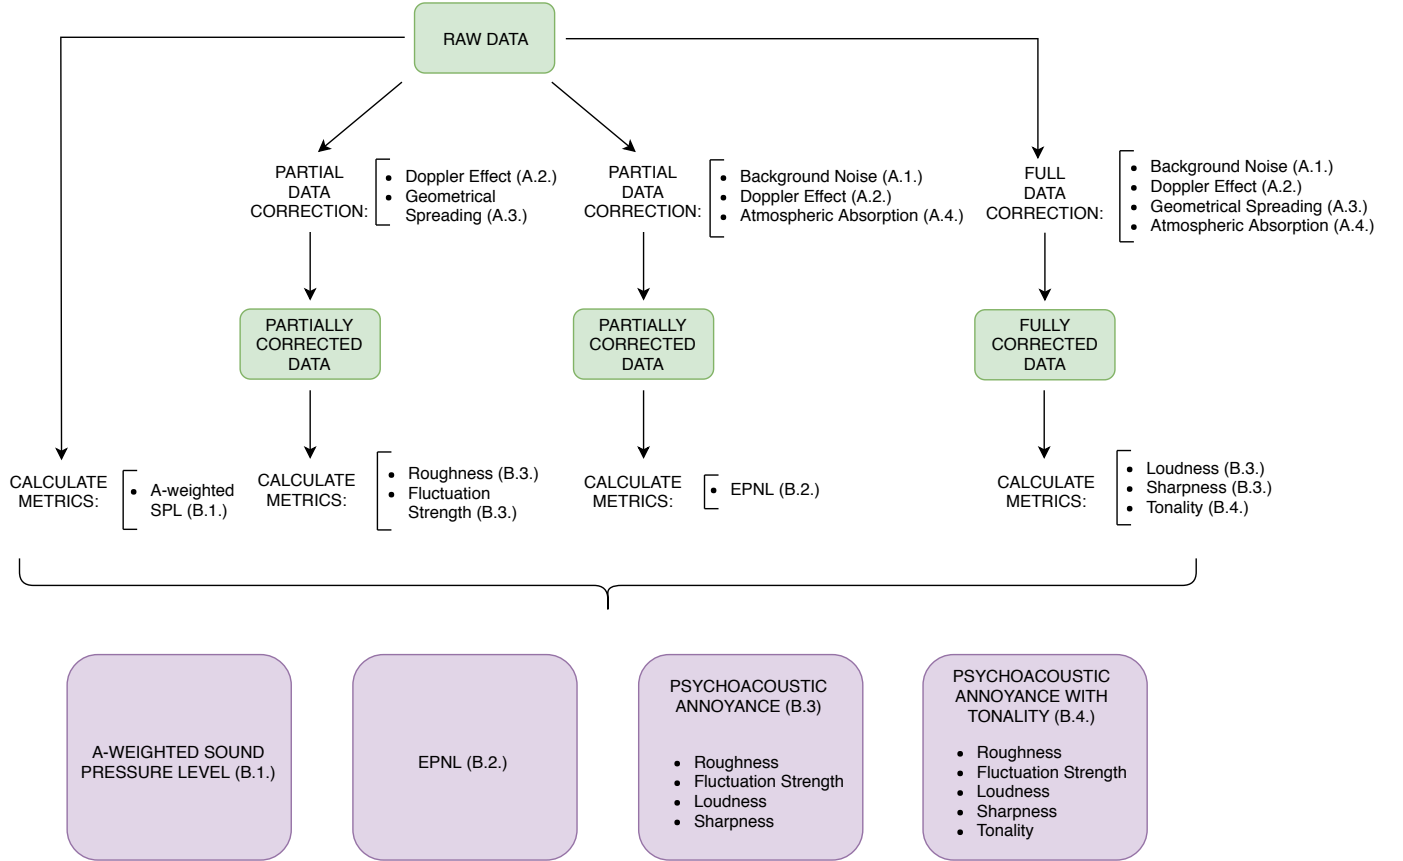 RAW DATA
PARTIAL
DATA
CORRECTION:
• Doppler Effect (A.2.)
• Geometrical
Spreading (A.3.)
PARTIAL
DATA
CORRECTION:
• Background Noise (A.1.)
• Doppler Effect (A.2.)
• Atmospheric Absorption (A.4.)
FULL
DATA
CORRECTION:
• Background Noise (A.1.)
• Doppler Effect (A.2.)
• Geometrical Spreading (A.3.)
• Atmospheric Absorption (A.4.)
PARTIALLY
CORRECTED
DATA
PARTIALLY
CORRECTED
DATA
FULLY
CORRECTED
DATA
CALCULATE
METRICS:
• A-weighted
SPL (B.1.)
CALCULATE
METRICS:
• Roughness (B.3.)
• Fluctuation
Strength (B.3.)
CALCULATE
METRICS:
• EPNL (B.2.)
CALCULATE
METRICS:
• Loudness (B.3.)
• Sharpness (B.3.)
• Tonality (B.4.)
A-WEIGHTED SOUND
PRESSURE LEVEL (B.1.)
EPNL (B.2.)
PSYCHOACOUSTIC
ANNOYANCE (B.3)
• Roughness
• Fluctuation Strength
• Loudness
• Sharpness
PSYCHOACOUSTIC
ANNOYANCE WITH
TONALITY (B.4.)
• Roughness
• Fluctuation Strength
• Loudness
• Sharpness
• Tonality